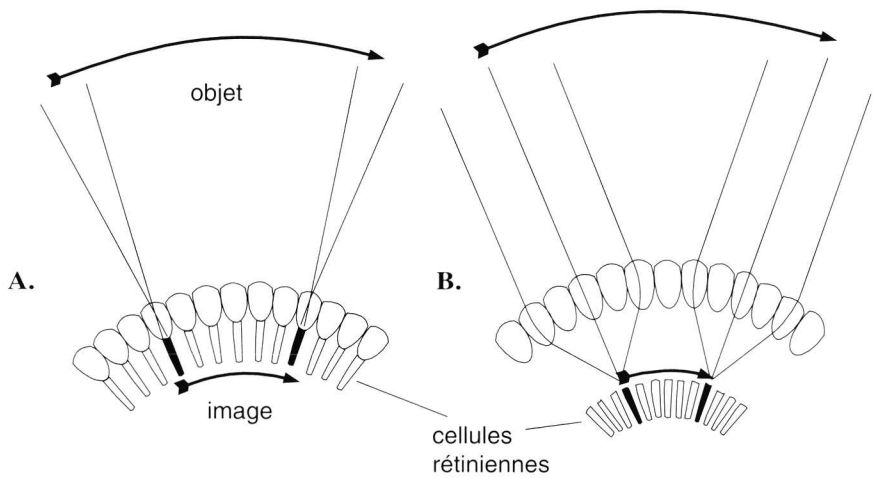 objet
A.
B.
image
cellules
rétiniennes